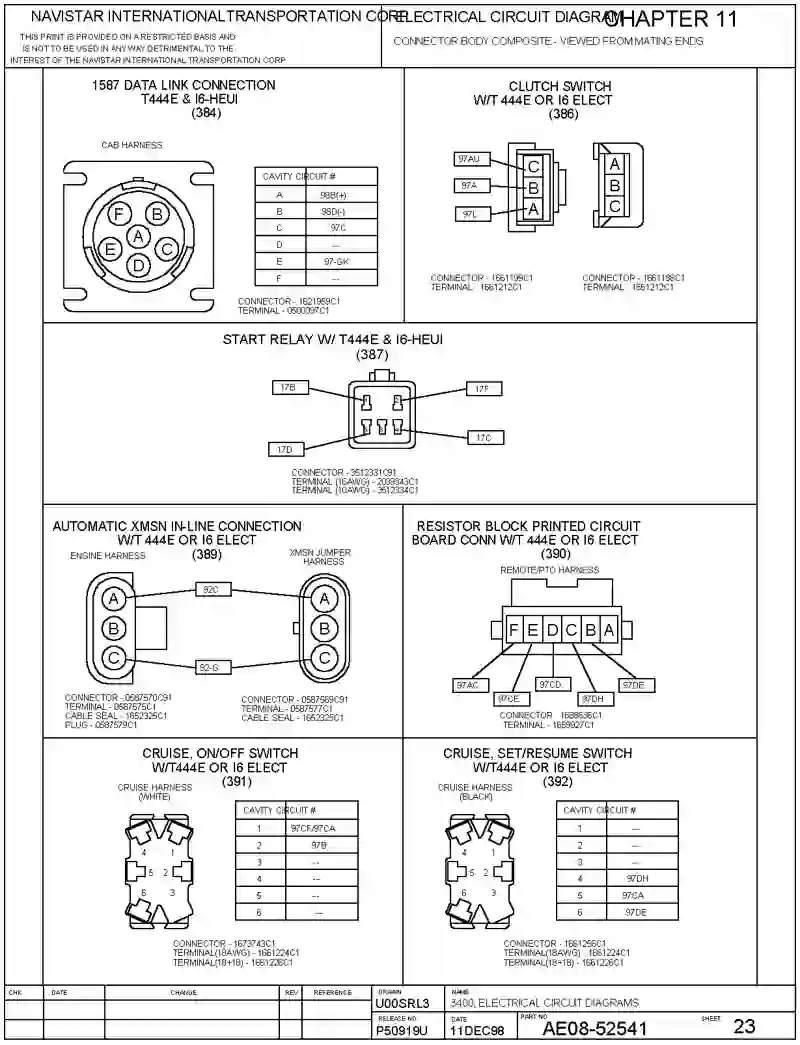 NAVISTAR INTERNATIONAL TRANSPORTATION CORP
THIS PRINT IS PROVIDED ON A RESTRICTED BASIS AND
IS NOT TO BE USED IN ANY WAY DETRIMENTAL TO THE
INTEREST OF THE NAVISTAR INTERNATIONAL TRANSPORTATION CORP
ELECTRICAL CIRCUIT DIAGRAM
CHAPTER 11
CONNECTOR BODY COMPOSITE - VIEWED FROM MATING ENDS
1587 DATA LINK CONNECTION
T444E & I6-HEUI
(384)
CAB HARNESS
F B
A
E C
D
CAVITY CIRCUIT #
A 98B(+)
B 98D(-)
C 97C
D ---
E 97-GK
F ---
CONNECTOR - 1621959C1
TERMINAL - 0500097C1
CLUTCH SWITCH
W/T 444E OR I6 ELECT
(386)
97AU
97A
97L
C
B
A
A
B
C
CONNECTOR - 1661199C1
TERMINAL 1661212C1
CONNECTOR - 1661198C1
TERMINAL - 1661212C1
START RELAY W/ T444E & I6-HEUI
(387)
17B
17F
17D
17C
CONNECTOR - 3512331C91
TERMINAL (10AWG) - 3512334C1
AUTOMATIC XMSN IN-LINE CONNECTION
W/T 444E OR I6 ELECT
(389)
ENGINE HARNESS
XMSN JUMPER
HARNESS
A
B
C
92C
92-G
A
B
C
CONNECTOR - 0587570C91
TERMINAL - 0587575C1
CABLE SEAL - 1652325C1
PLUG - 0587579C1
CONNECTOR - 0587569C91
TERMINAL - 0587577C1
CABLE SEAL - 1652325C1
RESISTOR BLOCK PRINTED CIRCUIT
BOARD CONN W/T 444E OR I6 ELECT
(390)
REMOTE/PTO HARNESS
F E D C B A
97AC
97CE
97CD
97DH
97DE
CONNECTOR 1688636C1
TERMINAL - 1659927C1
CRUISE, ON/OFF SWITCH
W/T444E OR I6 ELECT
(391)
CRUISE HARNESS
(WHITE)
4 1
5 2
6 3
CAVITY CIRCUIT #
1 97CF/97CA
2 97B
3 ---
4 ---
5 ---
6 ---
CONNECTOR - 1673743C1
TERMINAL(18AWG) - 1661224C1
TERMINAL(18+18) - 1661226C1
CRUISE, SET/RESUME SWITCH
W/T444E OR I6 ELECT
(392)
CRUISE HARNESS
(BLACK)
4 1
5 2
6 3
CAVITY CIRCUIT #
1 ---
2 ---
3 ---
4 97DH
5 97CA
6 97DE
CONNECTOR - 1661256C1
TERMINAL(18AWG) - 1661224C1
TERMINAL(18+18) - 1661226C1
CHK DATE CHANGE REV REFERENCE
DRAWN
U00SRL3
NAME
3400, ELECTRICAL CIRCUIT DIAGRAMS
RELEASE NO.
P50919U
DATE
11DEC98
PART NO.
AE08-52541
SHEET
23